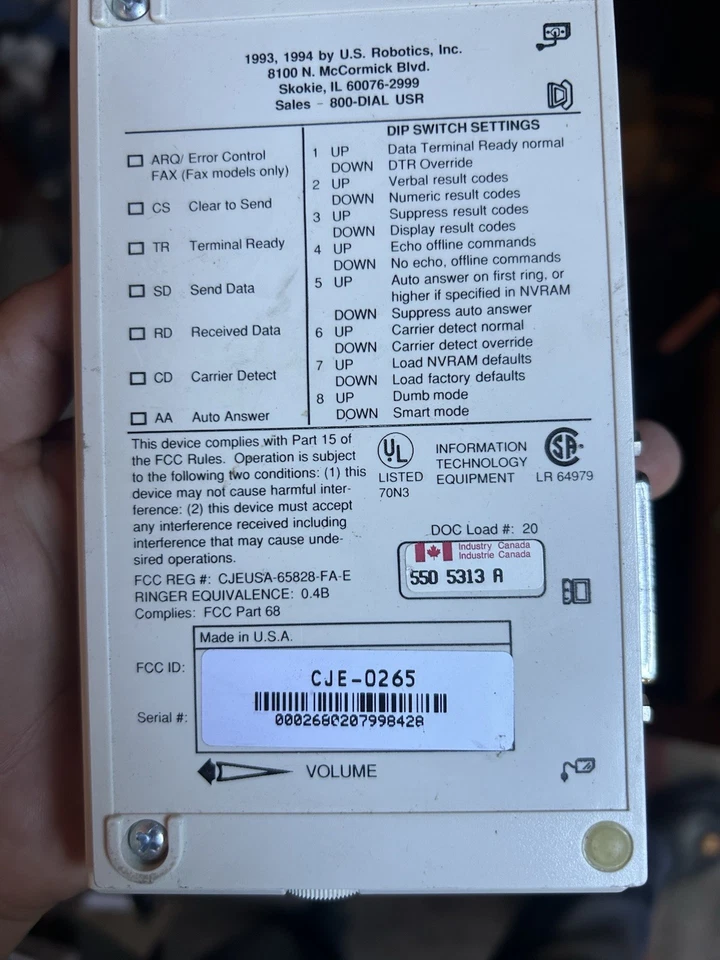 1993, 1994 by U.S. Robotics, Inc.
8100 N. McCormick Blvd.
Skokie, IL 60076-2999
Sales - 800-DIAL USR
ARQ/ Error Control
FAX (Fax models only)
CS Clear to Send
TR Terminal Ready
SD Send Data
RD Received Data
CD Carrier Detect
AA Auto Answer
DIP SWITCH SETTINGS
1 UP Data Terminal Ready normal
DOWN DTR Override
2 UP Verbal result codes
DOWN Numeric result codes
3 UP Suppress result codes
DOWN Display result codes
4 UP Echo offline commands
DOWN No echo, offline commands
5 UP Auto answer on first ring, or
higher if specified in NVRAM
DOWN Suppress auto answer
6 UP Carrier detect normal
DOWN Carrier detect override
7 UP Load NVRAM defaults
DOWN Load factory defaults
8 UP Dumb mode
DOWN Smart mode
This device complies with Part 15 of
the FCC Rules. Operation is subject
to the following two conditions: (1) this
device may not cause harmful inter-
ference: (2) this device must accept
any interference received including
interference that may cause unde-
sired operations.
FCC REG #: CJEUSA-65828-FA-E
RINGER EQUIVALENCE: 0.4B
Complies: FCC Part 68
UL
LISTED
70N3
INFORMATION
TECHNOLOGY
EQUIPMENT
SA
LR 64979
DOC Load #: 20
Industry Canada
Industrie Canada
550 5313 A
Made in U.S.A.
FCC ID:
CJE-0265
Serial #:
000268020799842A
VOLUME